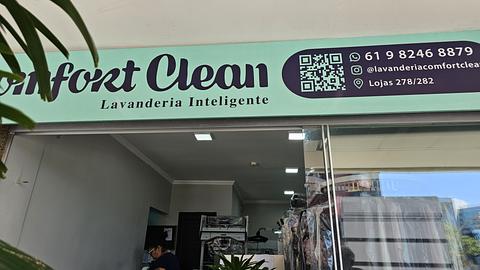 omfort Clean
Lavanderia Inteligente
61 9 8246 8879
@lavanderiacomfortclea
Lojas 278/282